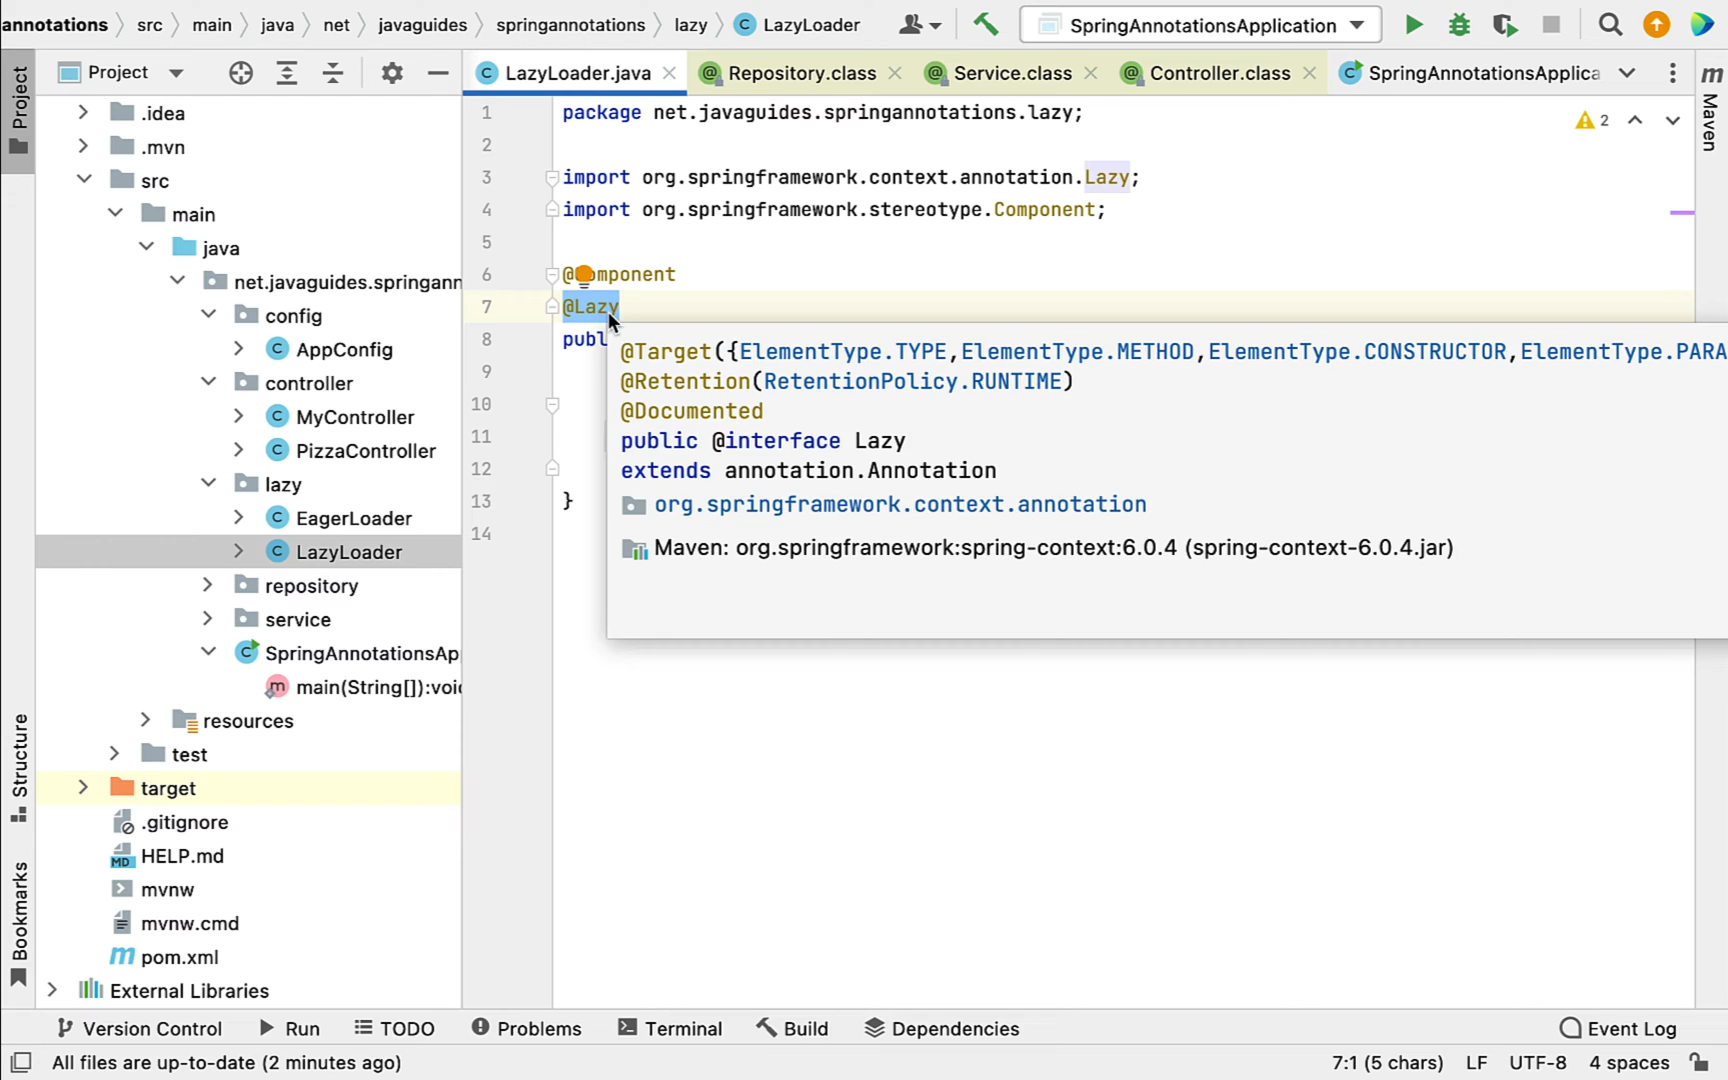 annotations src main java net javaguides springannotations lazy LazyLoader SpringAnnotationsApplication
Project
LazyLoader.java Repository.class Service.class Controller.class SpringAnnotationsApplica
Project
Maven
Structure
Bookmarks
.idea
.mvn
src
main
java
net.javaguides.springann
config
AppConfig
controller
MyController
PizzaController
lazy
EagerLoader
LazyLoader
repository
service
SpringAnnotationsAp
main(String[]):void
resources
test
target
.gitignore
HELP.md
mvnw
mvnw.cmd
pom.xml
External Libraries
1 package net.javaguides.springannotations.lazy;
2
3 import org.springframework.context.annotation.Lazy;
4 import org.springframework.stereotype.Component;
5
6 @Component
7 @Lazy
8 publ
9
10
11
12
13 }
14
2
@Target({ElementType.TYPE,ElementType.METHOD,ElementType.CONSTRUCTOR,ElementType.PARA
@Retention(RetentionPolicy.RUNTIME)
@Documented
public @interface Lazy
extends annotation.Annotation
org.springframework.context.annotation
Maven: org.springframework:spring-context:6.0.4 (spring-context-6.0.4.jar)
Version Control Run TODO Problems Terminal Build Dependencies Event Log
All files are up-to-date (2 minutes ago) 7:1 (5 chars) LF UTF-8 4 spaces